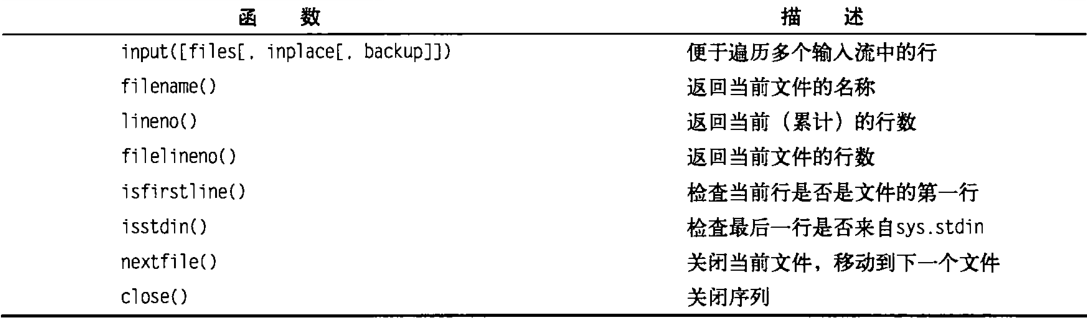 函 数 描 述
input([files[, inplace[, backup]]) 便于遍历多个输入流中的行
filename() 返回当前文件的名称
lineno() 返回当前（累计）的行数
filelineno() 返回当前文件的行数
isfirstline() 检查当前行是否是文件的第一行
isstdin() 检查最后一行是否来自sys.stdin
nextfile() 关闭当前文件，移动到下一个文件
close() 关闭序列